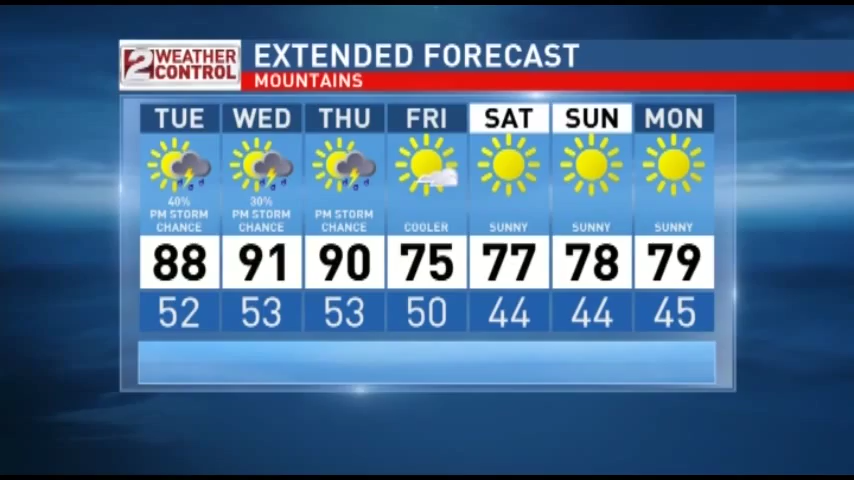 2 WEATHER CONTROL
EXTENDED FORECAST
MOUNTAINS
TUE WED THU FRI SAT SUN MON
40% 30%
PM STORM PM STORM PM STORM
CHANCE CHANCE CHANCE COOLER SUNNY SUNNY SUNNY
88 91 90 75 77 78 79
52 53 53 50 44 44 45